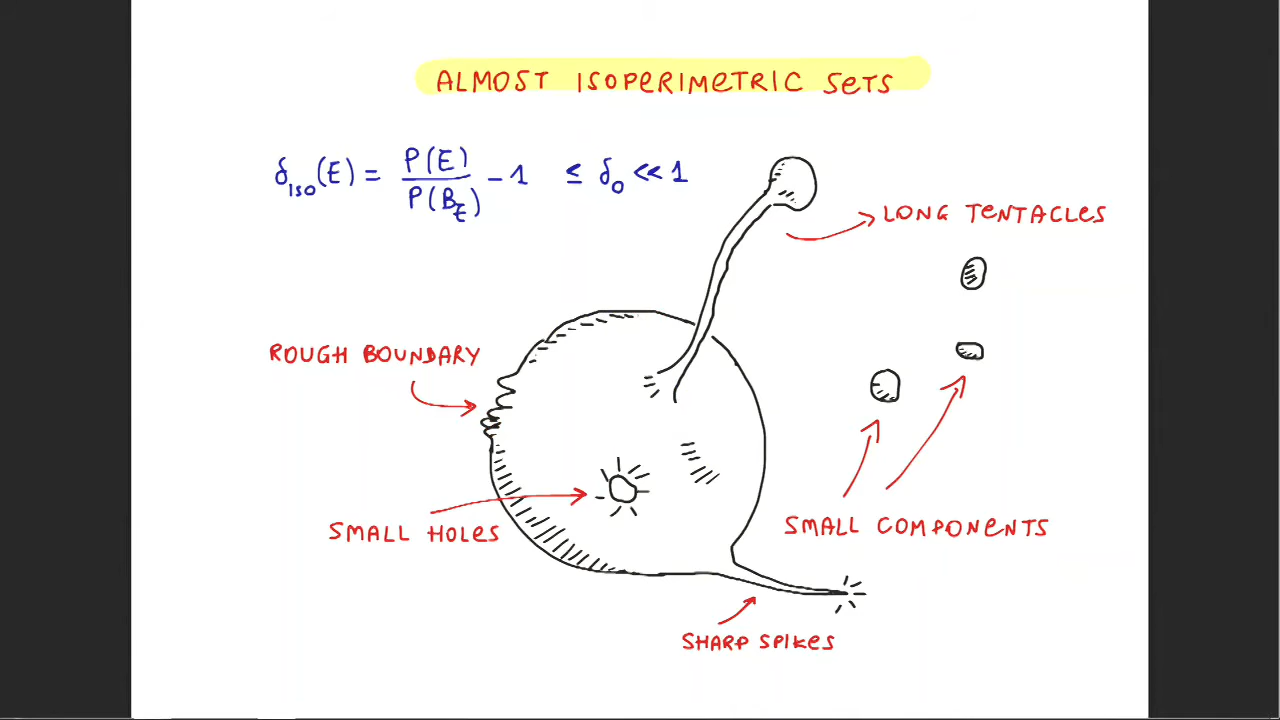 ALMOST ISOPERIMETRIC SETS
δ_iso(E) = P(E)/P(B_E) - 1 ≤ δ_0 << 1
LONG TENTACLES
ROUGH BOUNDARY
SMALL HOLES
SMALL COMPONENTS
SHARP SPIKES